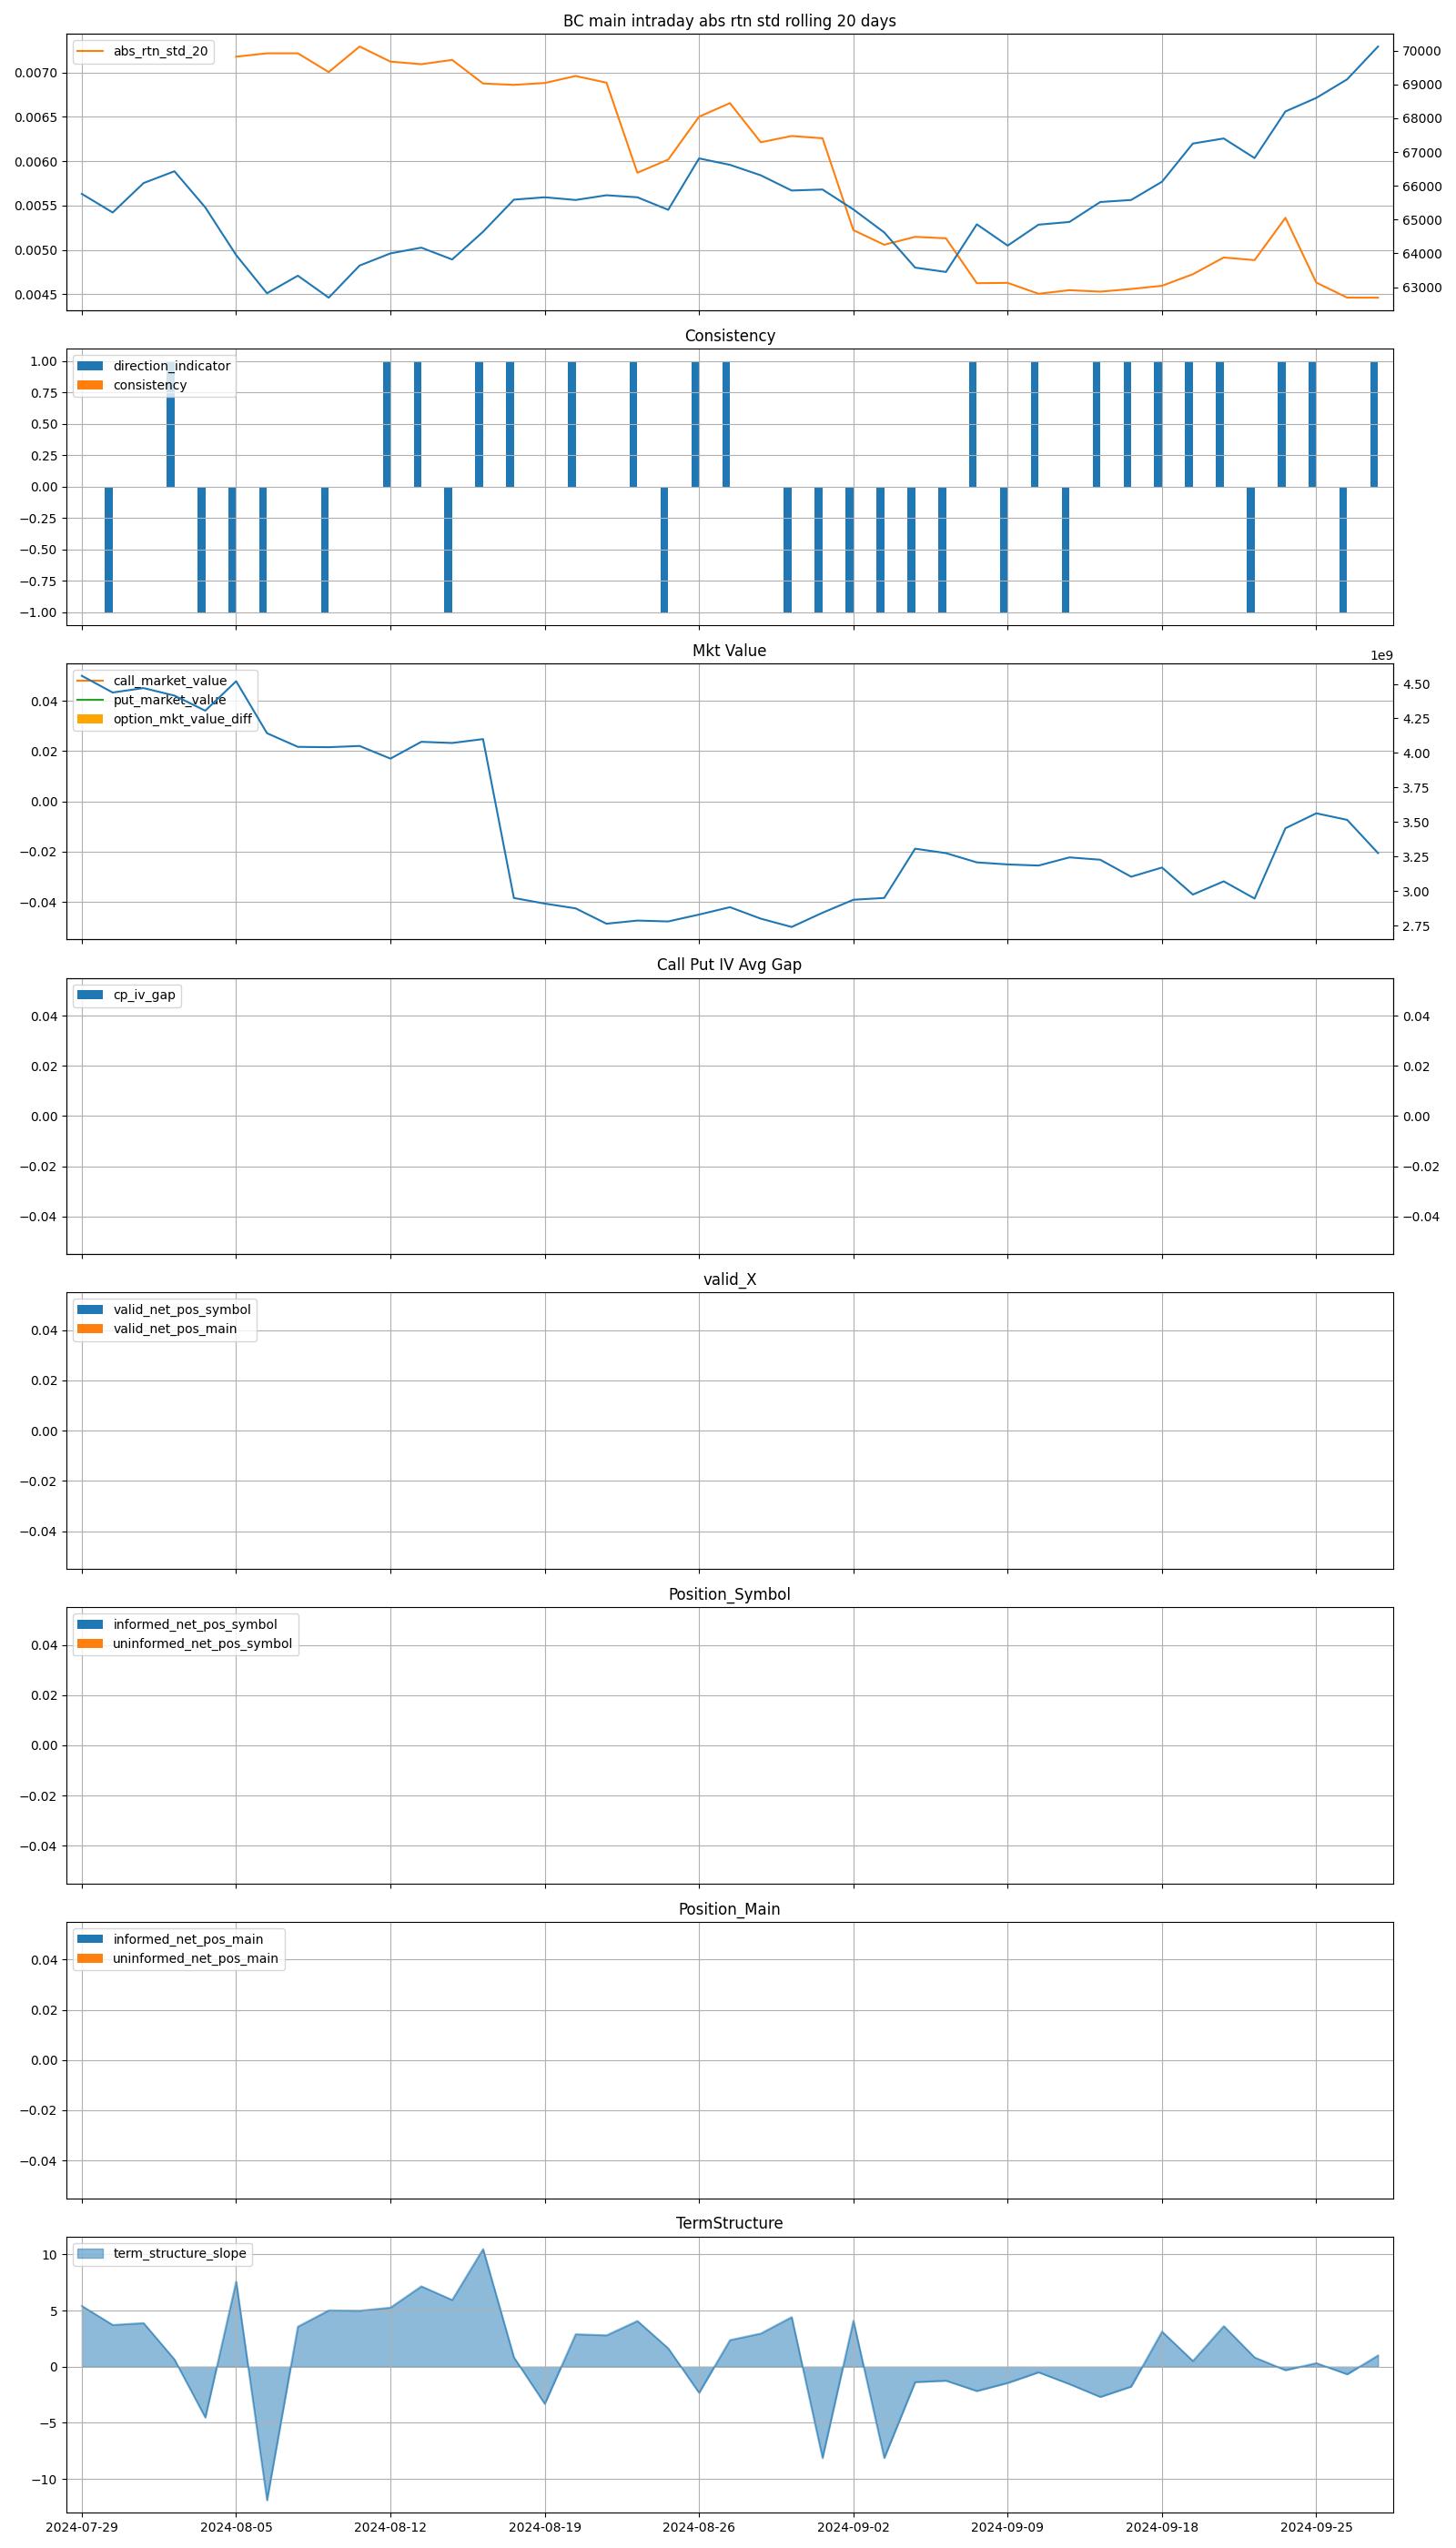 BC main intraday abs rtn std rolling 20 days
abs_rtn_std_20
0.0070
0.0065
0.0060
0.0055
0.0050
0.0045
70000
69000
68000
67000
66000
65000
64000
63000
Consistency
direction_indicator
consistency
1.00
0.75
0.50
0.25
0.00
−0.25
−0.50
−0.75
−1.00
Mkt Value
1e9
call_market_value
put_market_value
option_mkt_value_diff
0.04
0.02
0.00
−0.02
−0.04
4.50
4.25
4.00
3.75
3.50
3.25
3.00
2.75
Call Put IV Avg Gap
cp_iv_gap
0.04
0.02
0.00
−0.02
−0.04
0.04
0.02
0.00
−0.02
−0.04
valid_X
valid_net_pos_symbol
valid_net_pos_main
0.04
0.02
0.00
−0.02
−0.04
Position_Symbol
informed_net_pos_symbol
uninformed_net_pos_symbol
0.04
0.02
0.00
−0.02
−0.04
Position_Main
informed_net_pos_main
uninformed_net_pos_main
0.04
0.02
0.00
−0.02
−0.04
TermStructure
term_structure_slope
10
5
0
−5
−10
2024-07-29 2024-08-05 2024-08-12 2024-08-19 2024-08-26 2024-09-02 2024-09-09 2024-09-18 2024-09-25